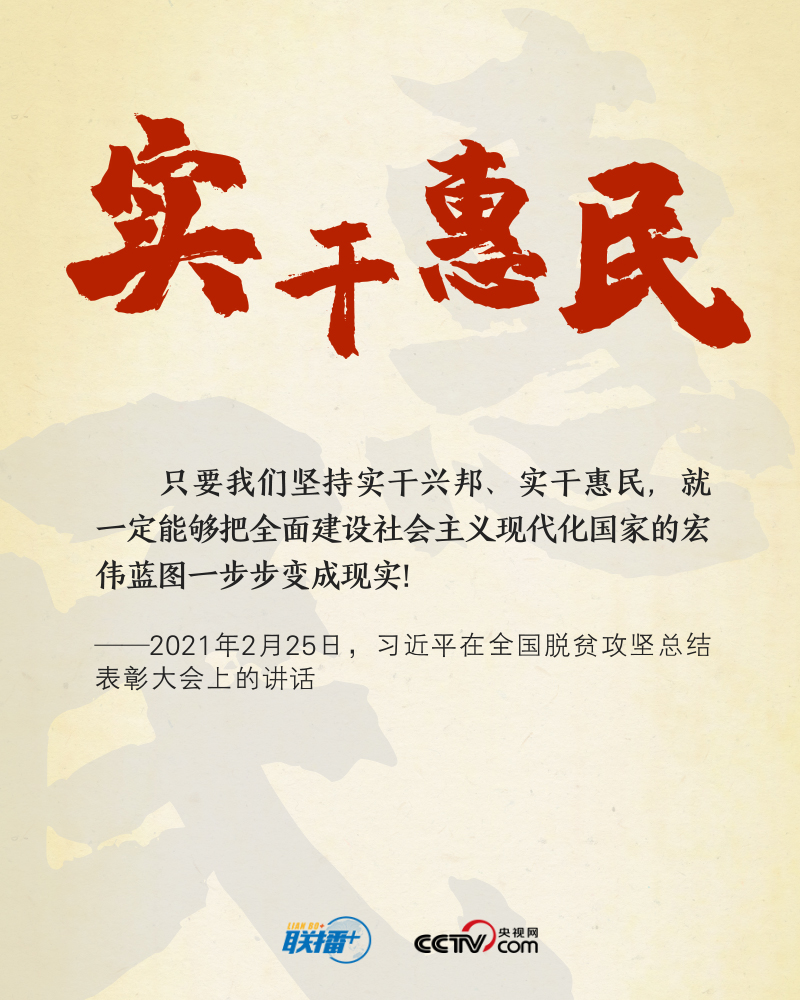 实干惠民
只要我们坚持实干兴邦、实干惠民，就
一定能够把全面建设社会主义现代化国家的宏
伟蓝图一步步变成现实!
——2021年2月25日，习近平在全国脱贫攻坚总结
表彰大会上的讲话
LIAN BO+
联播+
CCTV 央视网
com